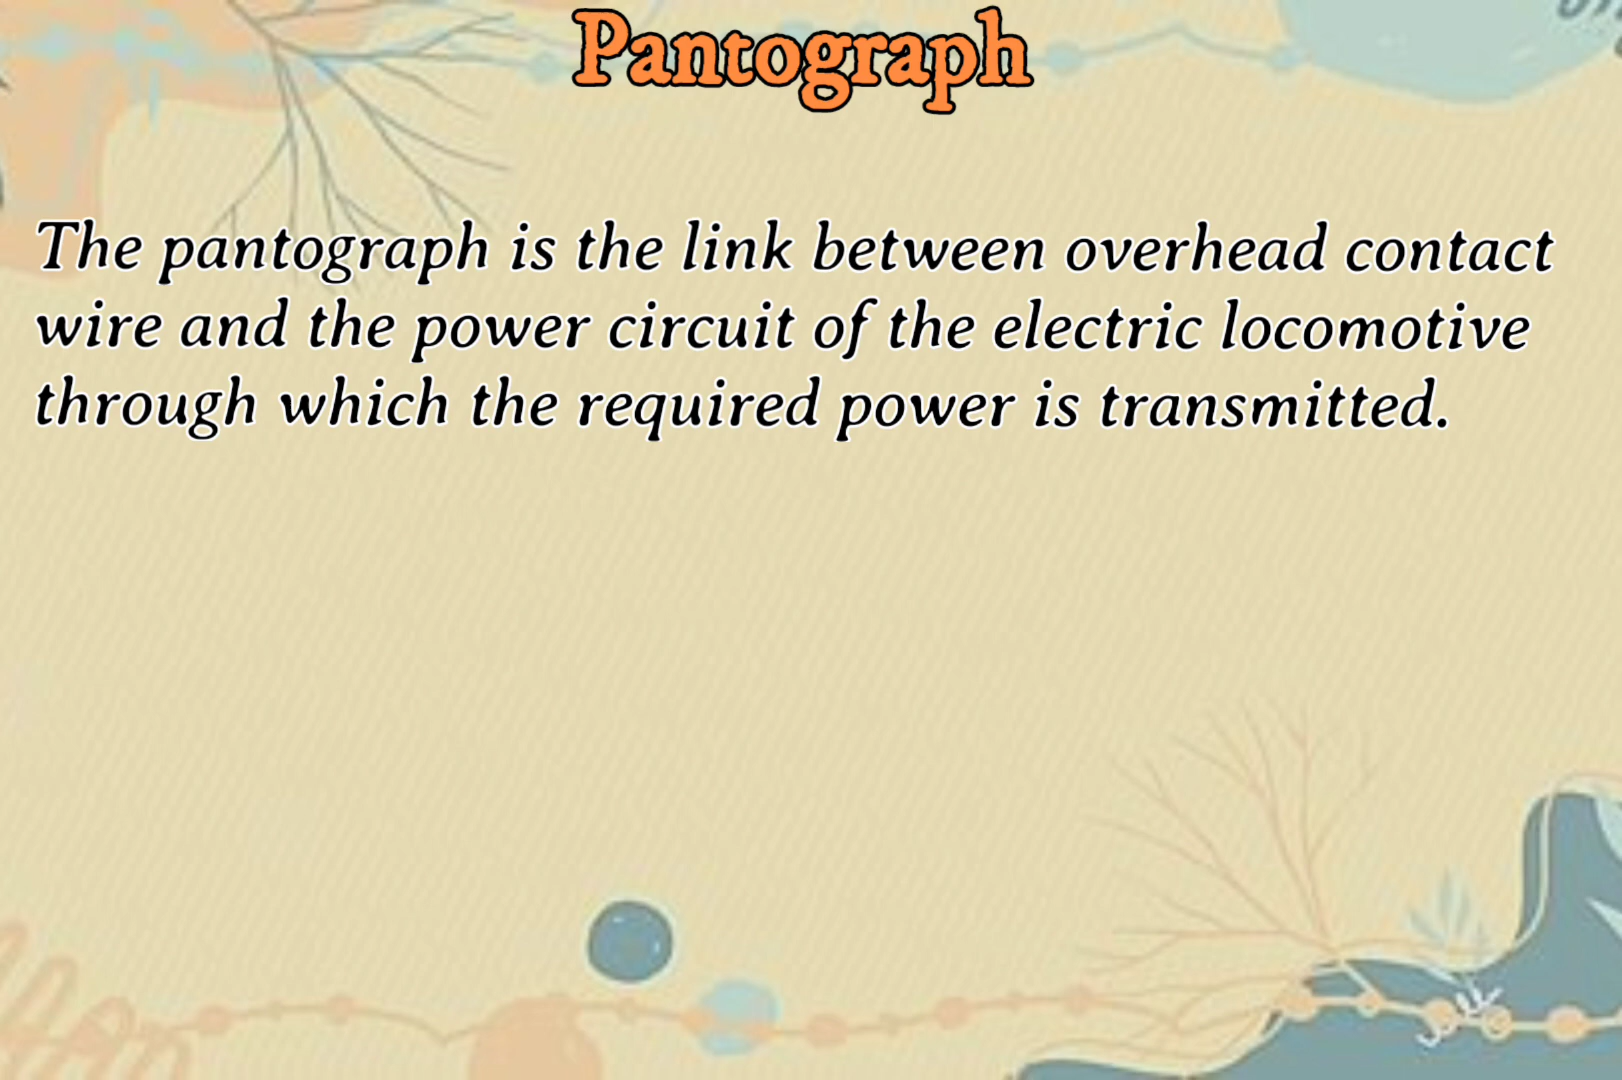 Pantograph
The pantograph is the link between overhead contact
wire and the power circuit of the electric locomotive
through which the required power is transmitted.